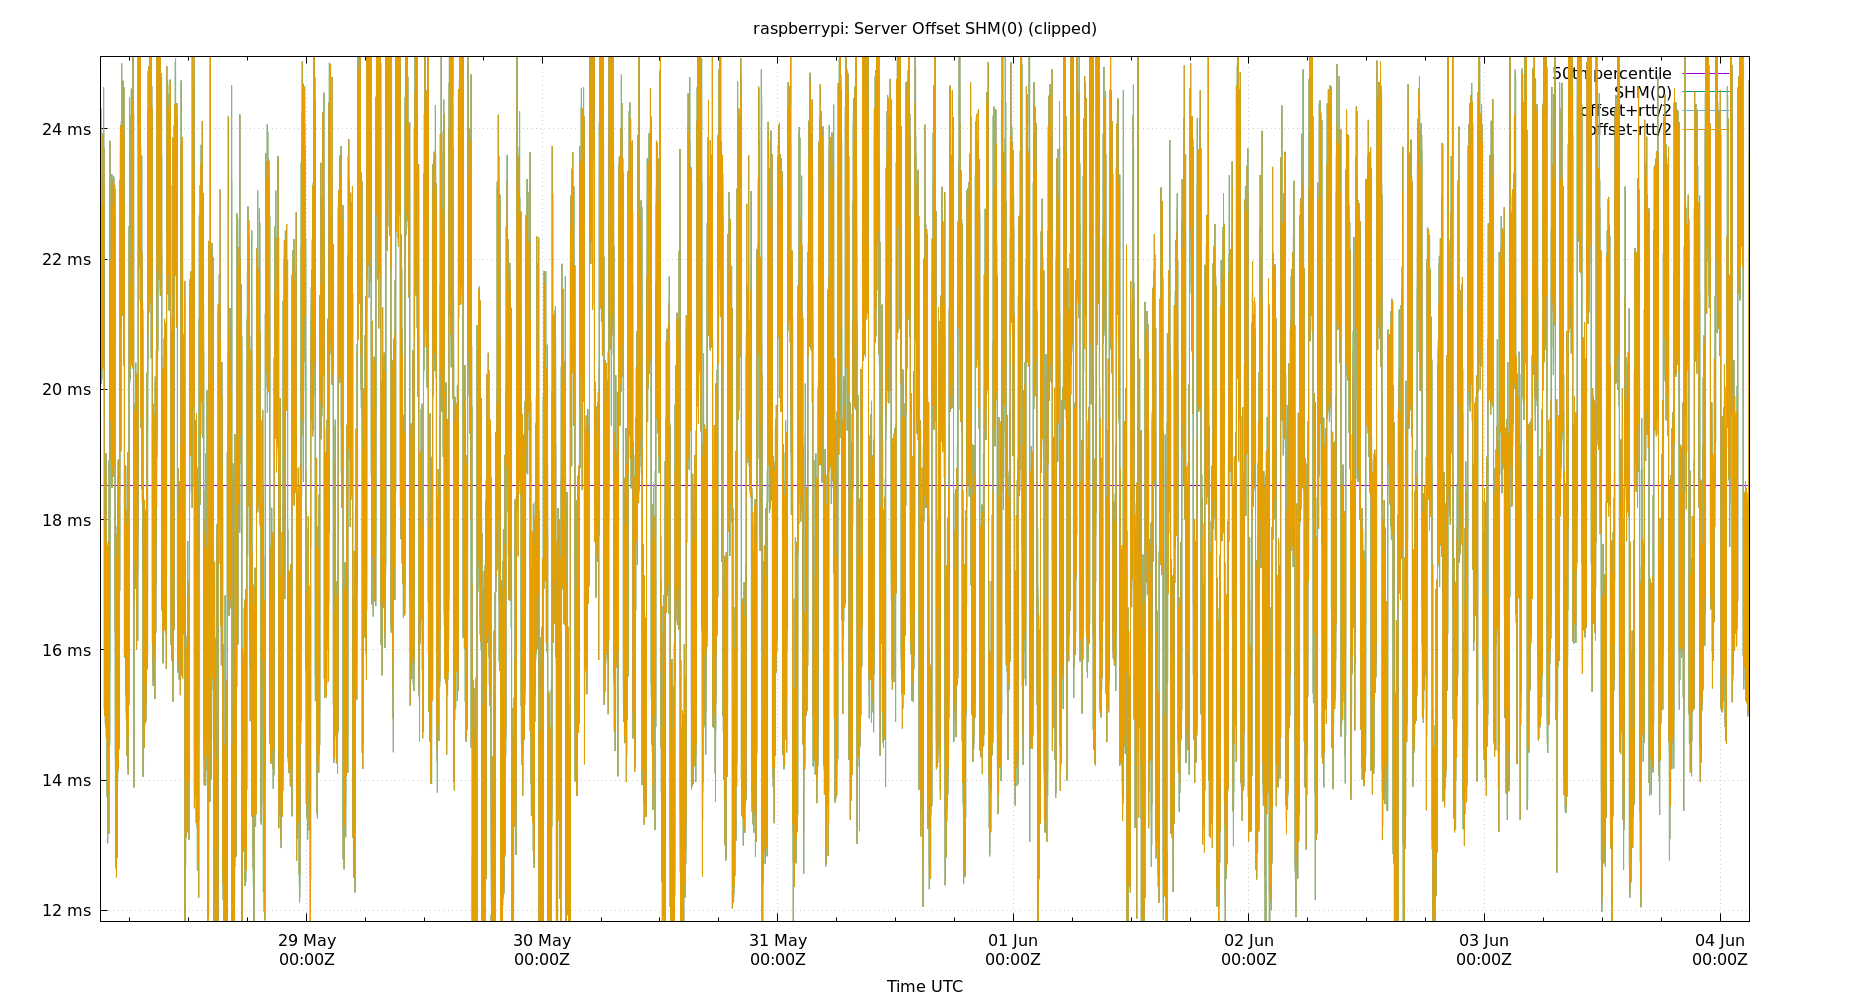 raspberrypi: Server Offset SHM(0) (clipped)
50th percentile
SHM(0)
offset+rtt/2
offset-rtt/2
24 ms
22 ms
20 ms
18 ms
16 ms
14 ms
12 ms
29 May 30 May 31 May 01 Jun 02 Jun 03 Jun 04 Jun
00:00Z 00:00Z 00:00Z 00:00Z 00:00Z 00:00Z 00:00Z
Time UTC